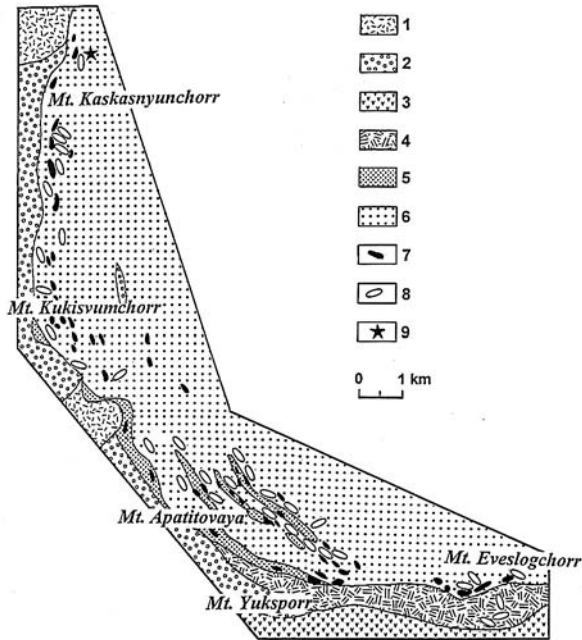 1
2
Mt. Kaskasnyunchorr
3
4
5
6
7
Mt. Kukisvumchorr
8
9
0 1 km
Mt. Apatitovaya
Mt. Eveslogchorr
Mt. Yuksporr